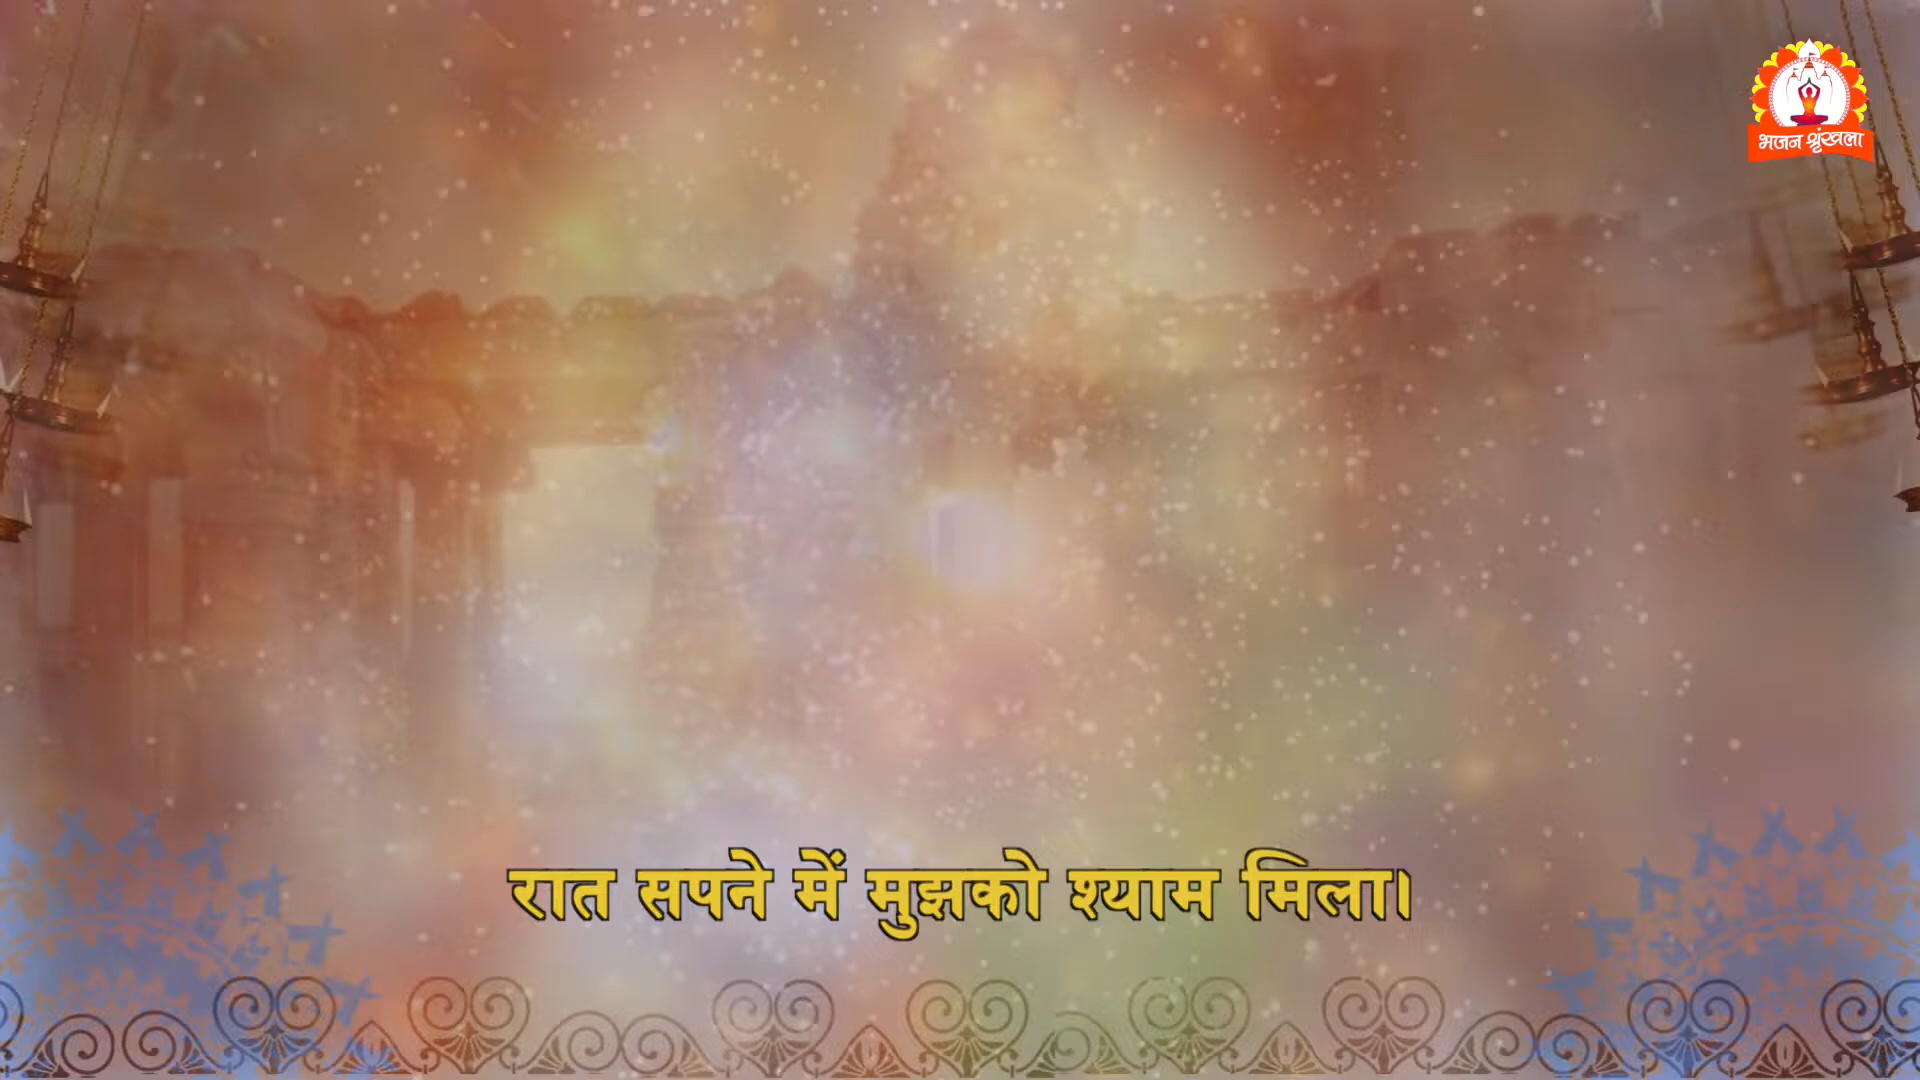 भजन श्रृंखला
रात सपने में मुझको श्याम मिला।